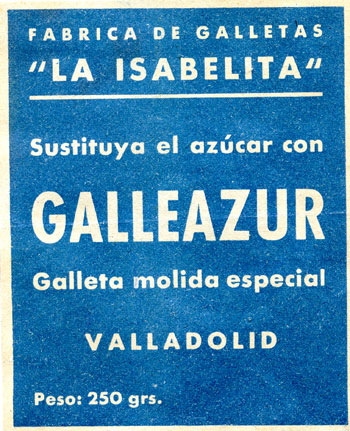 FABRICA DE GALLETAS
"LA ISABELITA"
Sustituya el azúcar con
GALLEAZUR
Galleta molida especial
VALLADOLID
Peso: 250 grs.